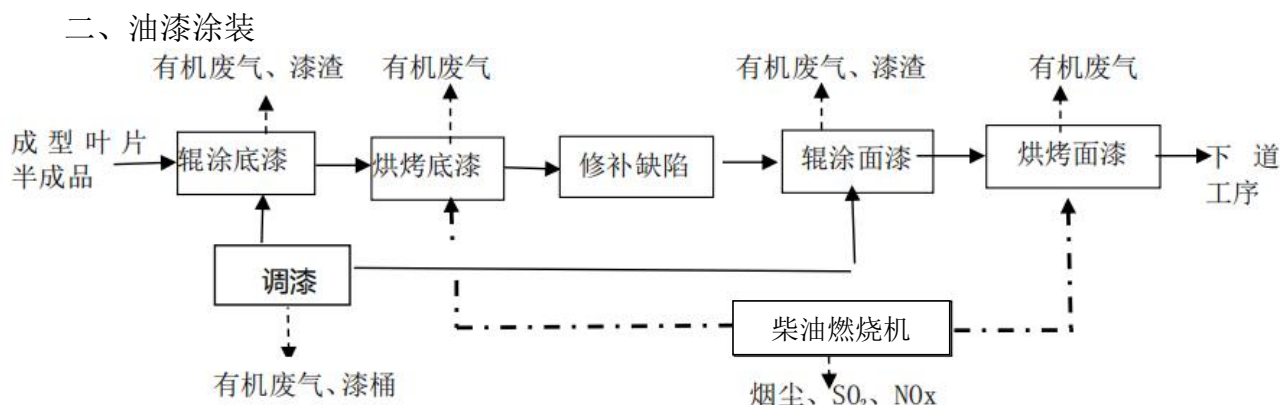 二、油漆涂装
有机废气、漆渣
有机废气
有机废气、漆渣
有机废气
成型叶片
半成品
辊涂底漆
烘烤底漆
修补缺陷
辊涂面漆
烘烤面漆
下道
工序
调漆
柴油燃烧机
有机废气、漆桶
烟尘、SO₂、NOx